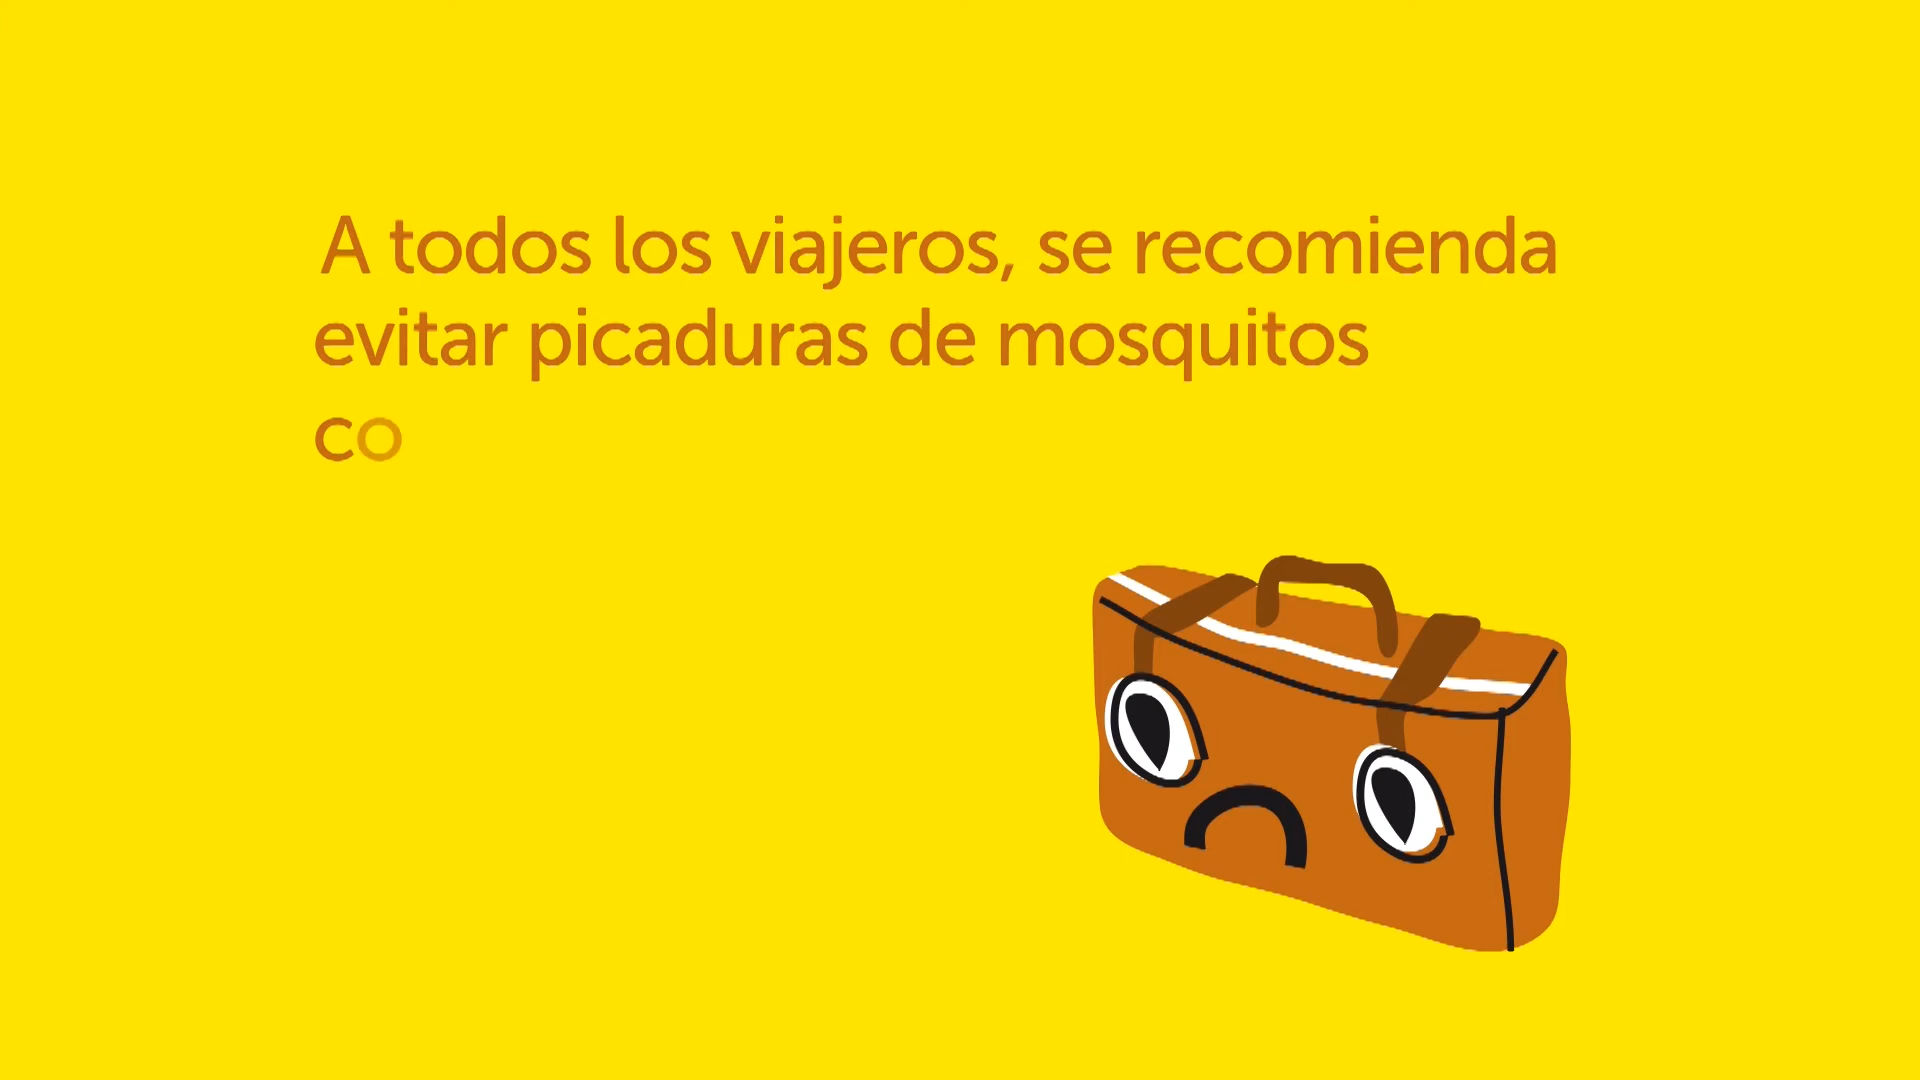 A todos los viajeros, se recomienda
evitar picaduras de mosquitos
co